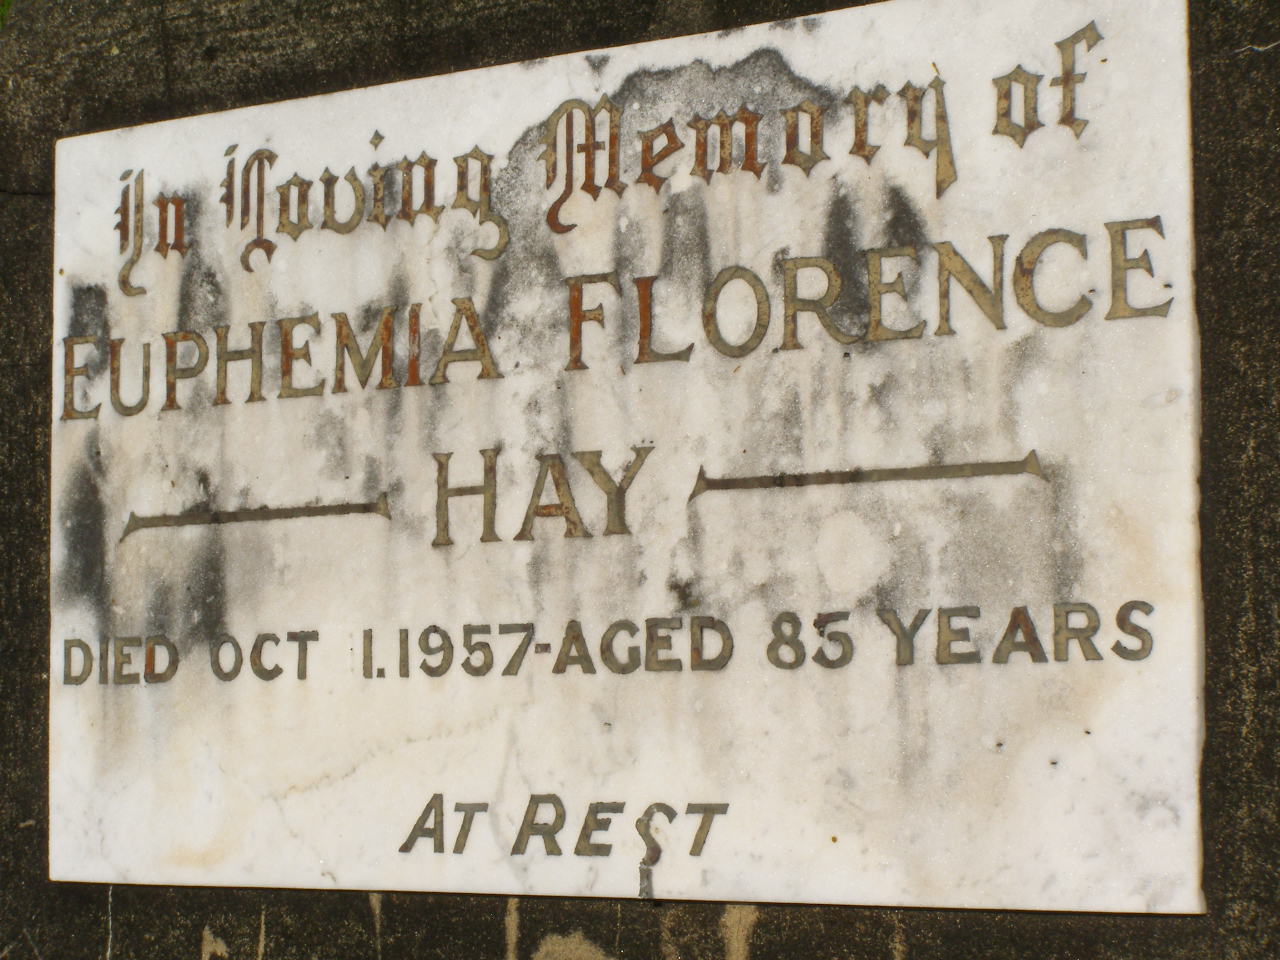 In Loving Memory of
EUPHEMIA FLORENCE
HAY
DIED OCT 1.1957-AGED 85 YEARS
AT REST